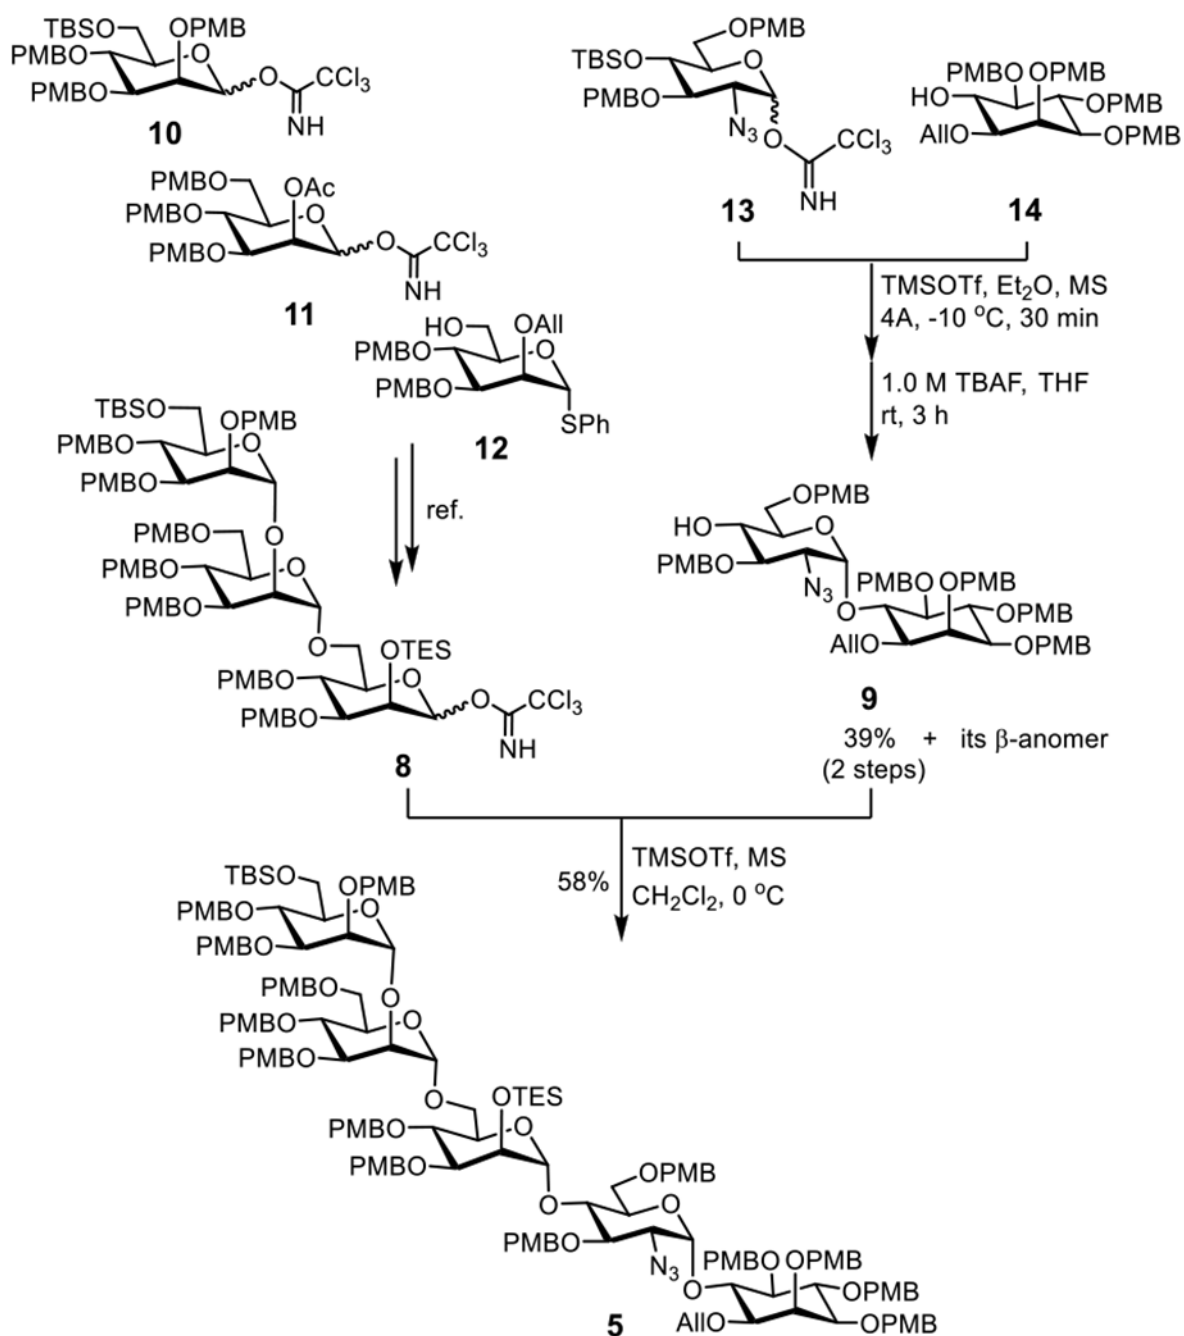 TBSO OPMB
PMBO O O CCl3
PMBO NH
10
PMBO OAc
PMBO O O CCl3
PMBO NH
11
HO OAll
PMBO O
PMBO SPh
12
OPMB
TBSO O
PMBO N3 O CCl3
NH
13
PMBO OPMB
HO OPMB
AllO OPMB
14
TMSOTf, Et2O, MS
4A, -10 °C, 30 min
1.0 M TBAF, THF
rt, 3 h
ref.
TBSO OPMB
PMBO O
PMBO
O
PMBO
PMBO O
PMBO
O OTES
PMBO O O CCl3
PMBO NH
8
OPMB
HO O
PMBO N3
O PMBO OPMB
OPMB
AllO OPMB
9
39% + its β-anomer
(2 steps)
58%
TMSOTf, MS
CH2Cl2, 0 °C
TBSO OPMB
PMBO O
PMBO
O
PMBO
PMBO O
PMBO
O OTES
PMBO O
PMBO
O OPMB
O
PMBO N3
O PMBO OPMB
OPMB
AllO OPMB
5